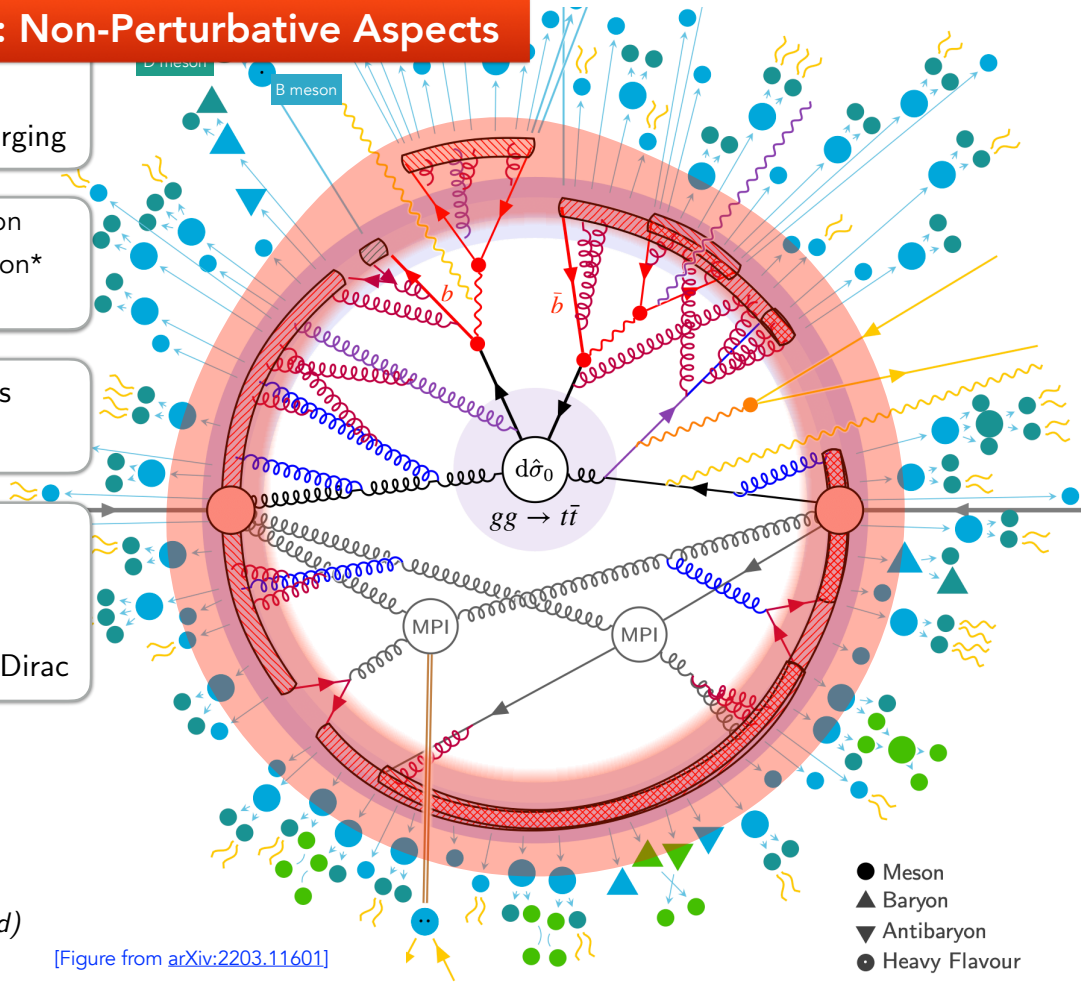 : Non-Perturbative Aspects
D meson
B meson
rging
on
on*
s
Dirac
b
b̄
dσ̂₀
gg → tt̄
MPI
MPI
Meson
Baryon
Antibaryon
Heavy Flavour
d)
[Figure from arXiv:2203.11601]